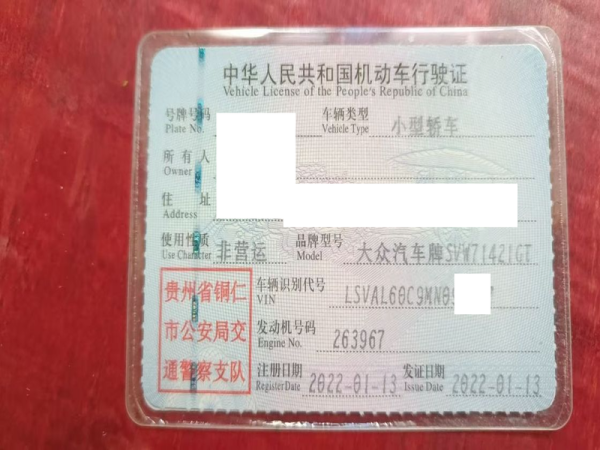 中华人民共和国机动车行驶证
Vehicle License of the People's Republic of China
号牌号码 车辆类型 小型轿车
Plate No. Vehicle Type
所有人
Owner
住址
Address
使用性质 非营运 品牌型号 大众汽车牌SVW71421GT
Use Character Model
贵州省铜仁 车辆识别代号 LSVAL60C9MN0
VIN
市公安局交 发动机号码 263967
Engine No.
通警察支队 注册日期 2022-01-13 发证日期 2022-01-13
Register Date Issue Date